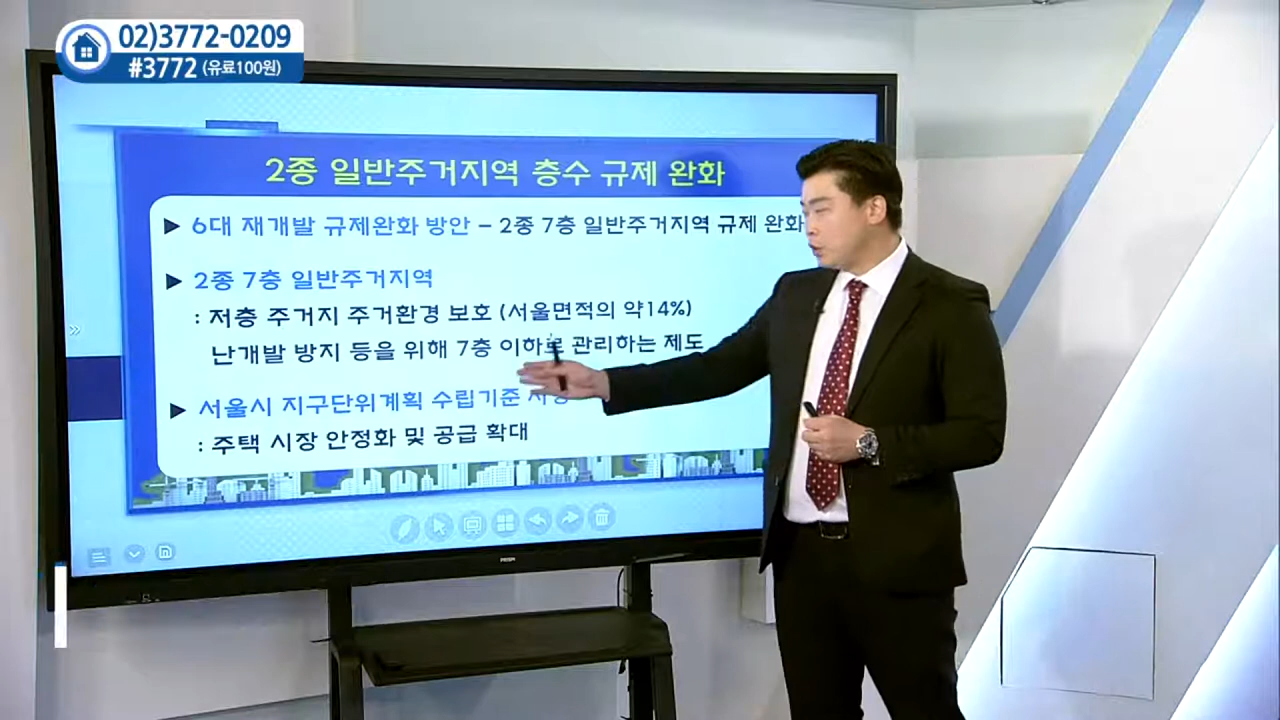 02)3772-0209
#3772 (유료100원)
2종 일반주거지역 층수 규제 완화
▶ 6대 재개발 규제완화 방안 – 2종 7층 일반주거지역 규제 완화
▶ 2종 7층 일반주거지역
: 저층 주거지 주거환경 보호 (서울면적의 약14%)
난개발 방지 등을 위해 7층 이하로 관리하는 제도
▶ 서울시 지구단위계획 수립기준
: 주택 시장 안정화 및 공급 확대